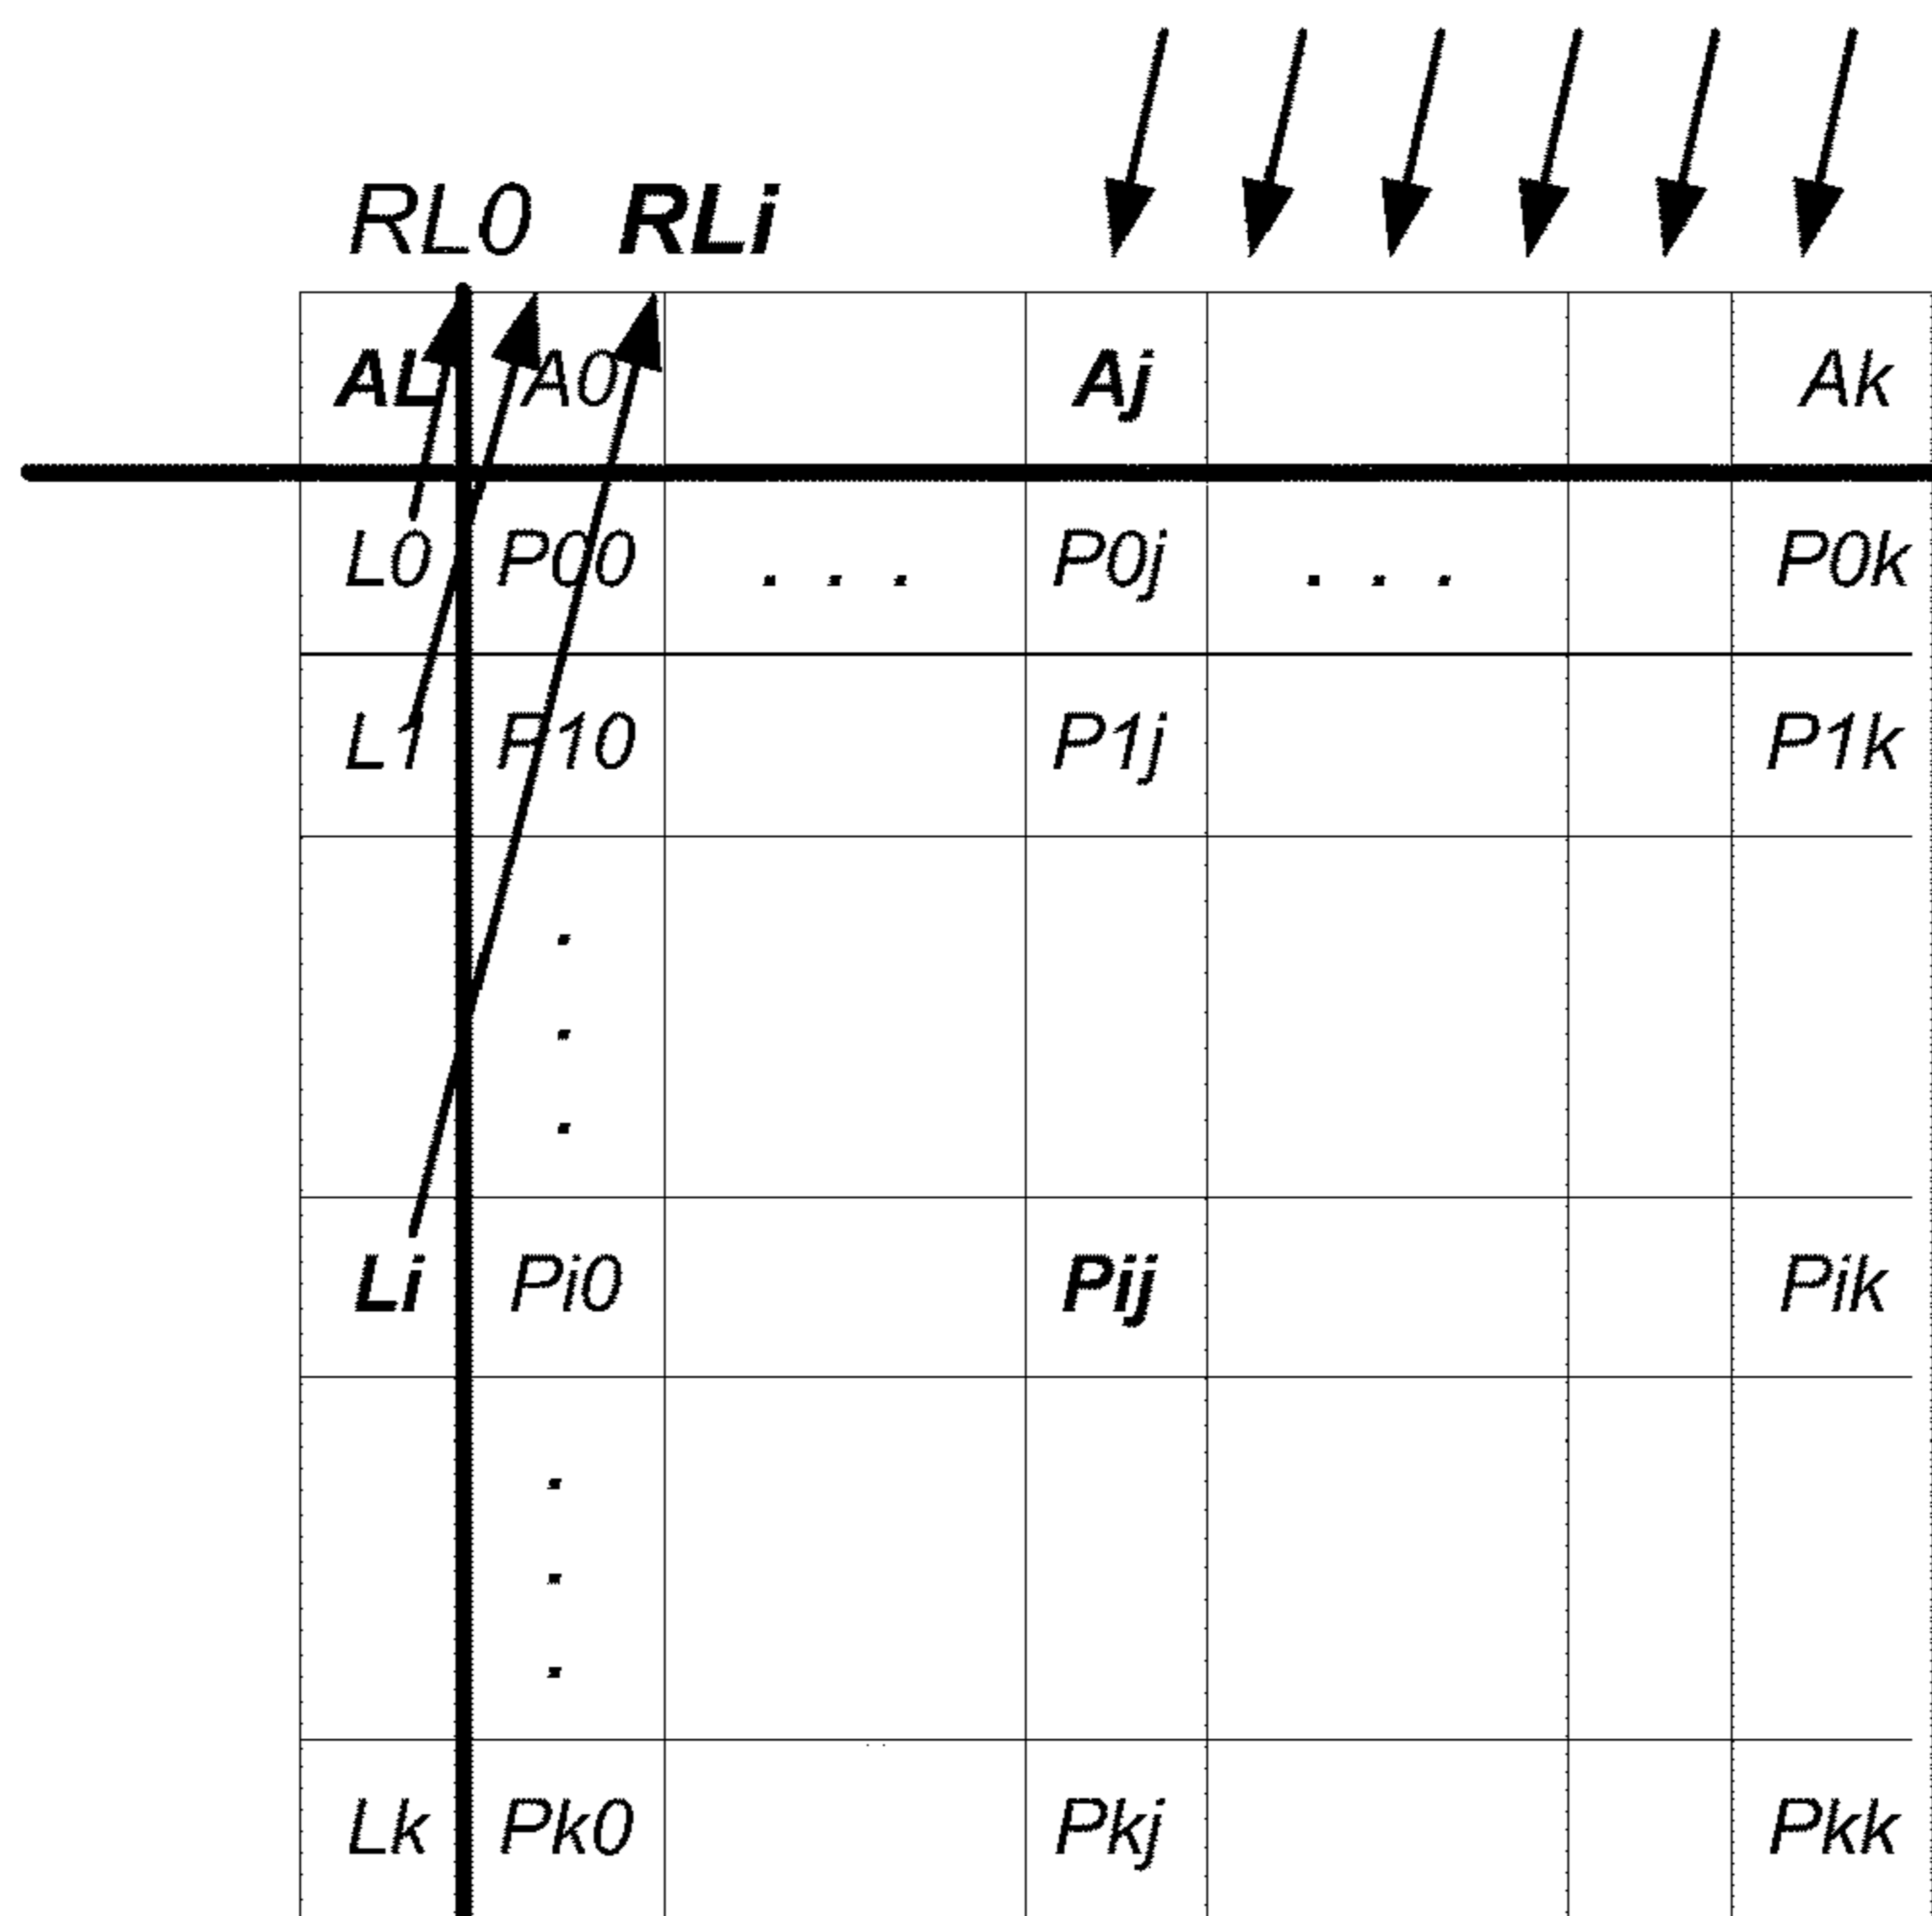 RL0 RLi
AL A0 Aj Ak
L0 P00 . . . P0j . . . P0k
L1 P10 P1j P1k
.
.
.
Li Pi0 Pij Pik
.
.
.
Lk Pk0 Pkj Pkk